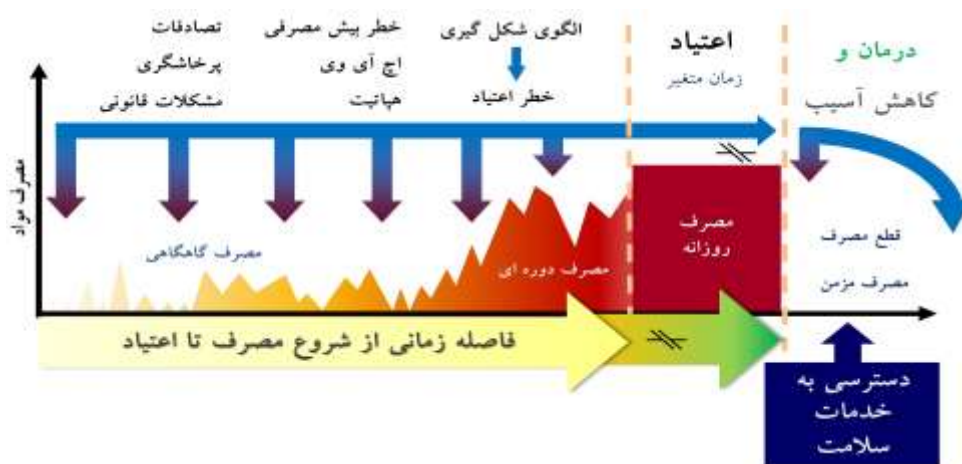 درمان و
کاهش آسیب
اعتیاد
زمان متغیر
الگوی شکل گیری
خطر اعتیاد
خطر بیش مصرفی
اچ آی وی
هپاتیت
تصادفات
پرخاشگری
مشکلات قانونی
مصرف مواد
مصرف گاهگاهی
مصرف دوره ای
مصرف
روزانه
قطع مصرف
مصرف مزمن
فاصله زمانی از شروع مصرف تا اعتیاد
دسترسی به
خدمات
سلامت